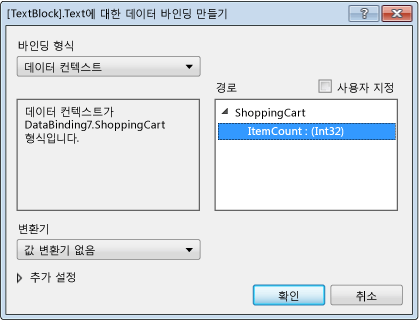 [TextBlock].Text에 대한 데이터 바인딩 만들기
바인딩 형식
데이터 컨텍스트
경로
사용자 지정
데이터 컨텍스트가
DataBinding7.ShoppingCart
형식입니다.
ShoppingCart
ItemCount : (Int32)
변환기
값 변환기 없음
추가 설정
확인
취소